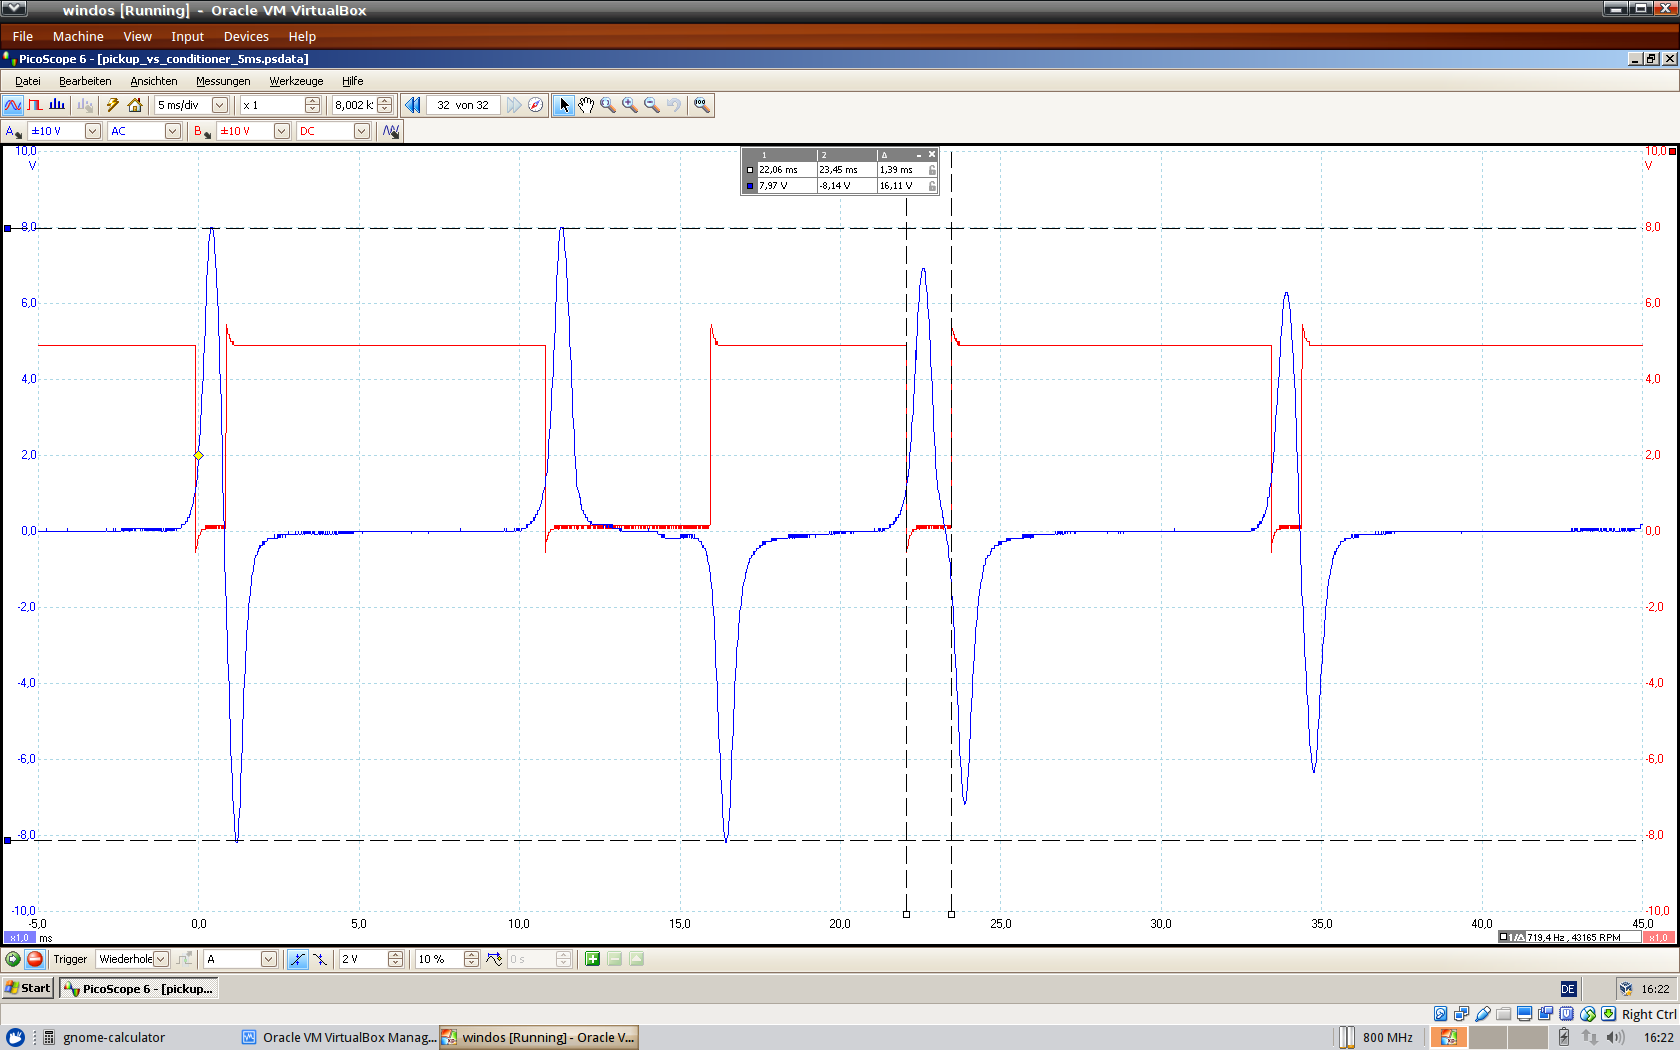 windos [Running] - Oracle VM VirtualBox
File Machine View Input Devices Help
PicoScope 6 - [pickup_vs_conditioner_5ms.psdata]
Datei Bearbeiten Ansichten Messungen Werkzeuge Hilfe
5 ms/div x 1 8,002 k 32 von 32
A ±10 V AC B ±10 V DC
10,0 1 2 Δ 10,0
V V
22,06 ms 23,45 ms 1,39 ms
7,97 V -8,14 V 16,11 V
8,0 8,0
6,0 6,0
4,0 4,0
2,0 2,0
0,0 0,0
-2,0 -2,0
-4,0 -4,0
-6,0 -6,0
-8,0 -8,0
-10,0 -10,0
-5,0 0,0 5,0 10,0 15,0 20,0 25,0 30,0 35,0 40,0 45,0
x1,0 ms 1/Δ 719,4 Hz , 43165 RPM x1,0
Trigger Wiederhole A 2 V 10 % 0 s
Start PicoScope 6 - [pickup... DE 16:22
Right Ctrl
gnome-calculator Oracle VM VirtualBox Manag... windos [Running] - Oracle V... 800 MHz 16:22